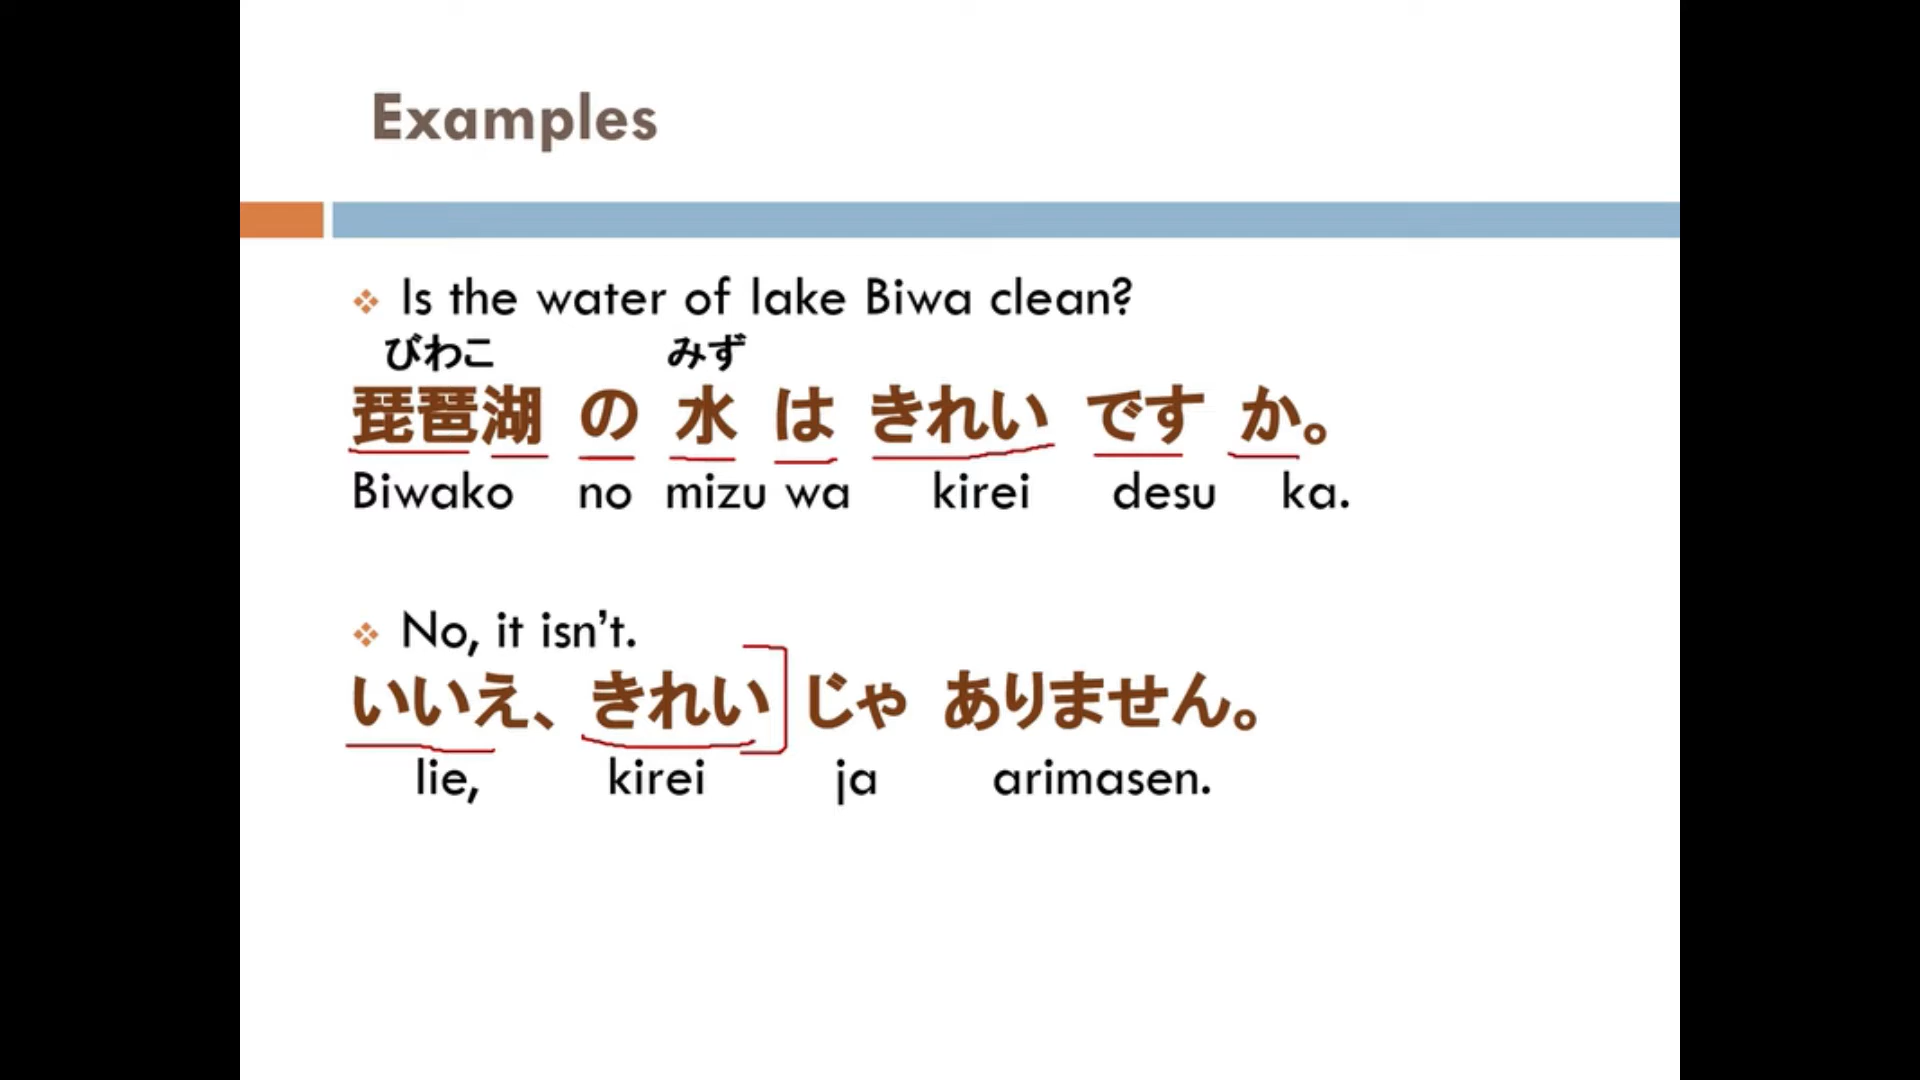 Examples
Is the water of lake Biwa clean?
びわこ みず
琵琶湖 の 水 は きれい です か。
Biwako no mizu wa kirei desu ka.
No, it isn't.
いいえ、きれい じゃ ありません。
Iie, kirei ja arimasen.